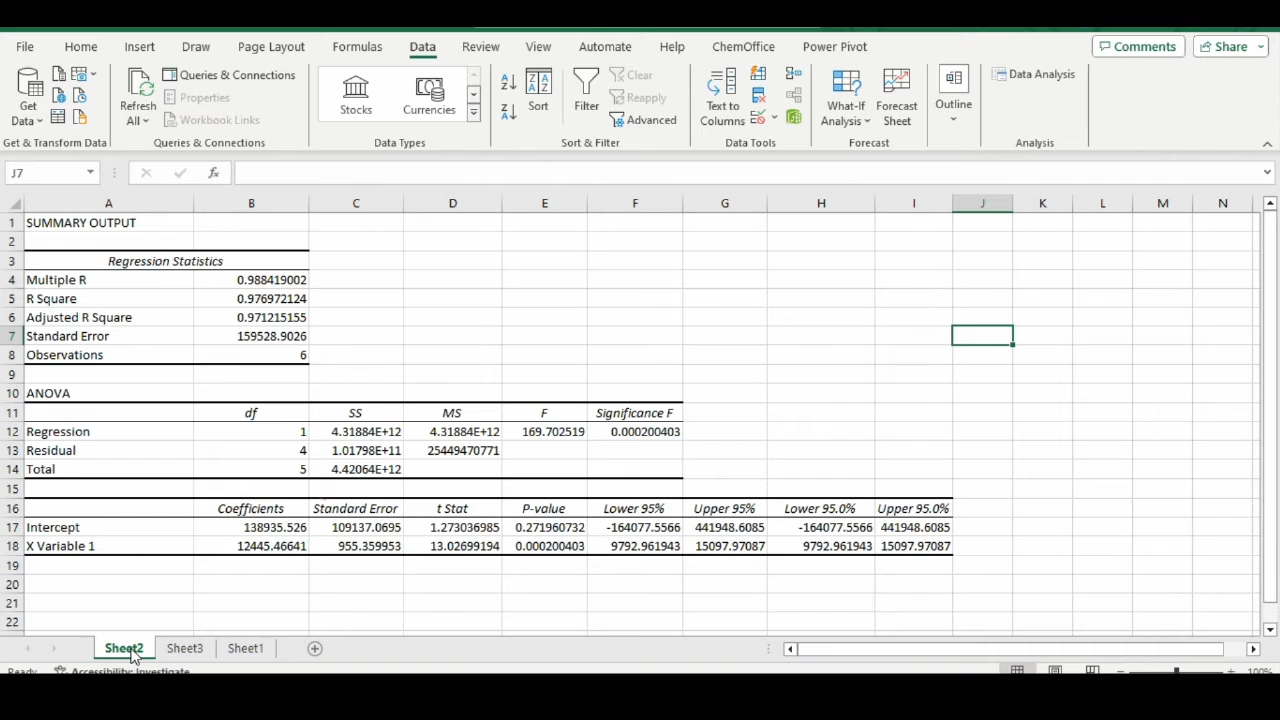 File Home Insert Draw Page Layout Formulas Data Review View Automate Help ChemOffice Power Pivot Comments Share
Get Data
Refresh All
Queries & Connections
Properties
Workbook Links
Stocks
Currencies
Sort
Filter
Clear
Reapply
Advanced
Text to Columns
What-If Analysis
Forecast Sheet
Outline
Data Analysis
Get & Transform Data Queries & Connections Data Types Sort & Filter Data Tools Forecast Analysis
J7 fx
A B C D E F G H I J K L M N
1 SUMMARY OUTPUT
2
3 Regression Statistics
4 Multiple R 0.988419002
5 R Square 0.976972124
6 Adjusted R Square 0.971215155
7 Standard Error 159528.9026
8 Observations 6
9
10 ANOVA
11 df SS MS F Significance F
12 Regression 1 4.31884E+12 4.31884E+12 169.702519 0.000200403
13 Residual 4 1.01798E+11 25449470771
14 Total 5 4.42064E+12
15
16 Coefficients Standard Error t Stat P-value Lower 95% Upper 95% Lower 95.0% Upper 95.0%
17 Intercept 138935.526 109137.0695 1.273036985 0.271960732 -164077.5566 441948.6085 -164077.5566 441948.6085
18 X Variable 1 12445.46641 955.359953 13.02699194 0.000200403 9792.961943 15097.97087 9792.961943 15097.97087
19
20
21
22
Sheet2 Sheet3 Sheet1
Ready Accessibility: Investigate 100%